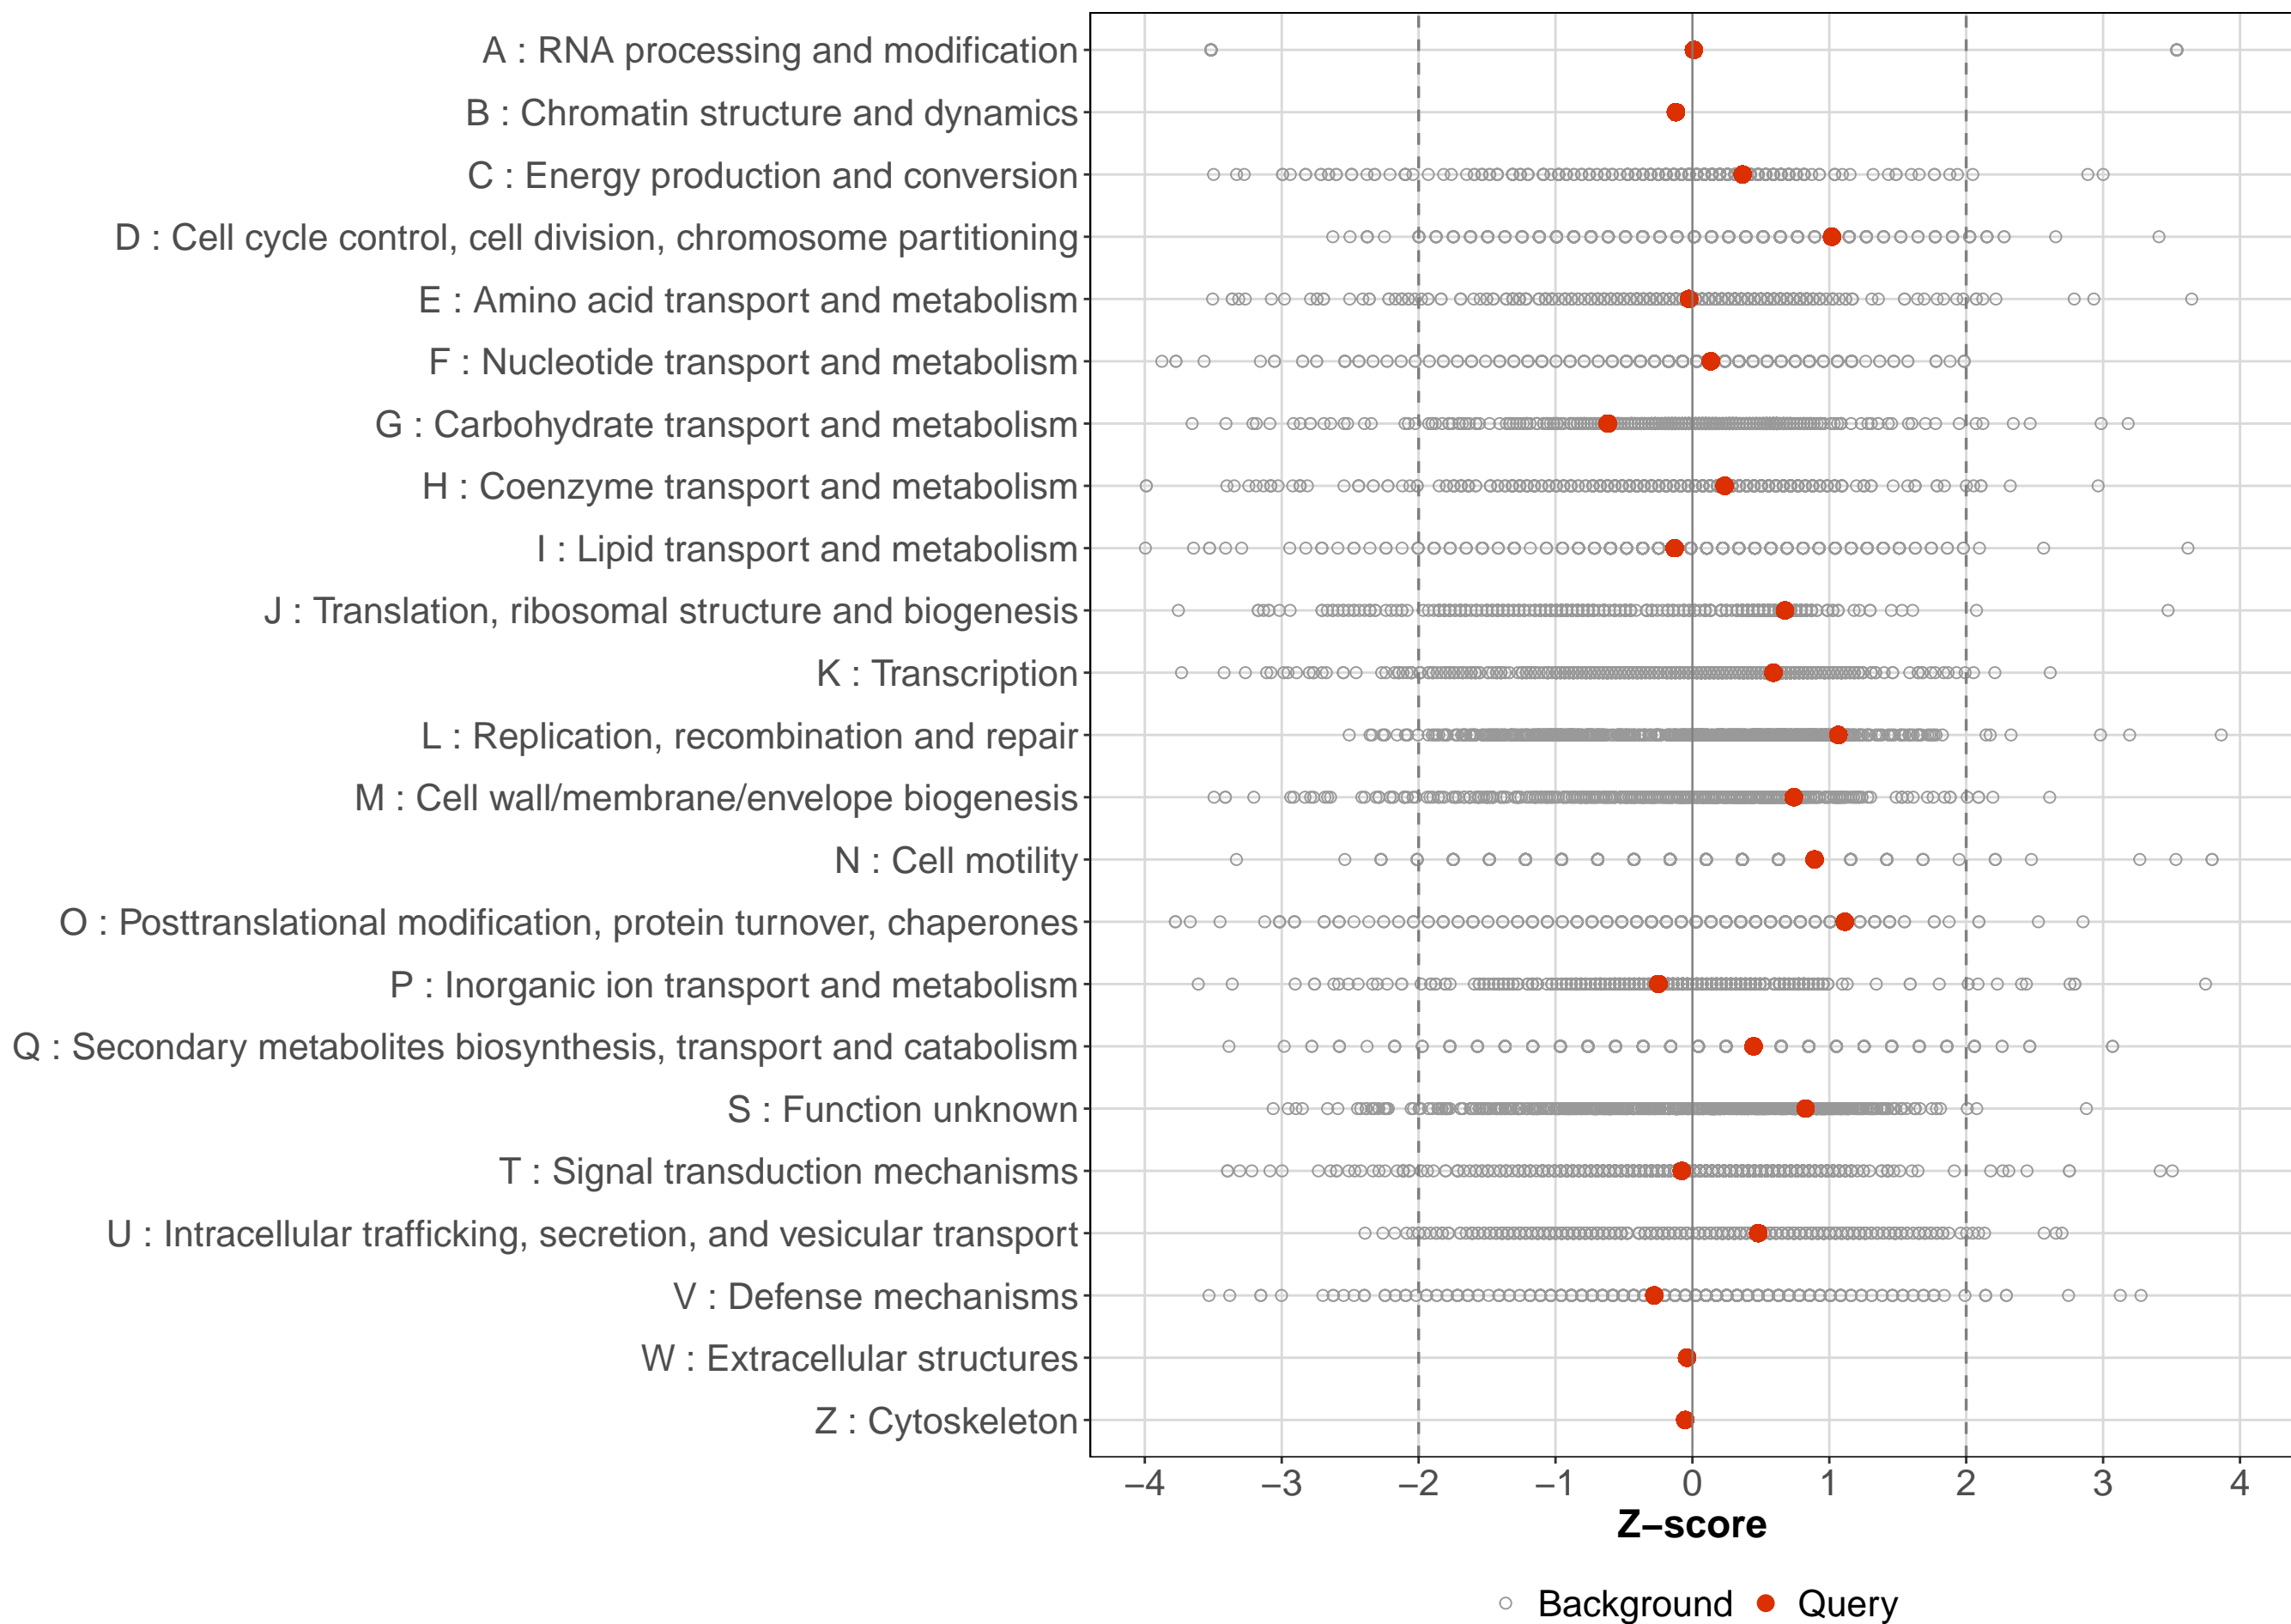 A : RNA processing and modification
B : Chromatin structure and dynamics
C : Energy production and conversion
D : Cell cycle control, cell division, chromosome partitioning
E : Amino acid transport and metabolism
F : Nucleotide transport and metabolism
G : Carbohydrate transport and metabolism
H : Coenzyme transport and metabolism
I : Lipid transport and metabolism
J : Translation, ribosomal structure and biogenesis
K : Transcription
L : Replication, recombination and repair
M : Cell wall/membrane/envelope biogenesis
N : Cell motility
O : Posttranslational modification, protein turnover, chaperones
P : Inorganic ion transport and metabolism
Q : Secondary metabolites biosynthesis, transport and catabolism
S : Function unknown
T : Signal transduction mechanisms
U : Intracellular trafficking, secretion, and vesicular transport
V : Defense mechanisms
W : Extracellular structures
Z : Cytoskeleton
−4 −3 −2 −1 0 1 2 3 4
Z−score
Background Query